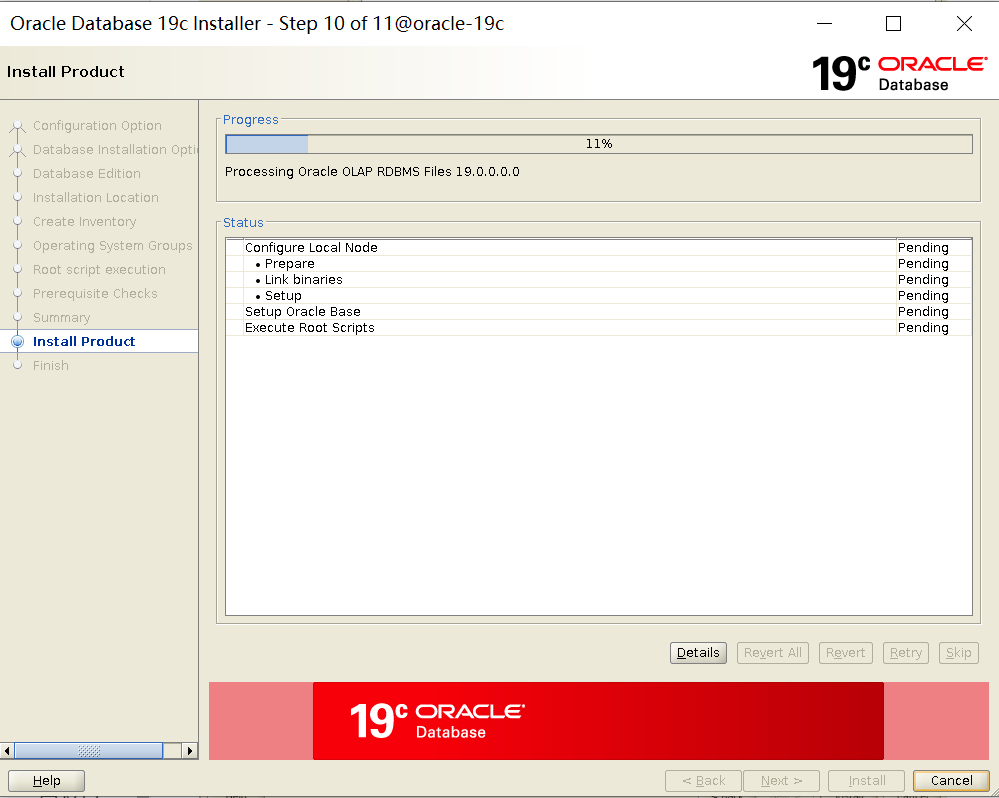 Oracle Database 19c Installer - Step 10 of 11@oracle-19c
Install Product
19c ORACLE
Database
Configuration Option
Database Installation Opti
Database Edition
Installation Location
Create Inventory
Operating System Groups
Root script execution
Prerequisite Checks
Summary
Install Product
Finish
Progress
11%
Processing Oracle OLAP RDBMS Files 19.0.0.0.0
Status
Configure Local Node Pending
• Prepare Pending
• Link binaries Pending
• Setup Pending
Setup Oracle Base Pending
Execute Root Scripts Pending
Details Revert All Revert Retry Skip
19c ORACLE
Database
Help < Back Next > Install Cancel